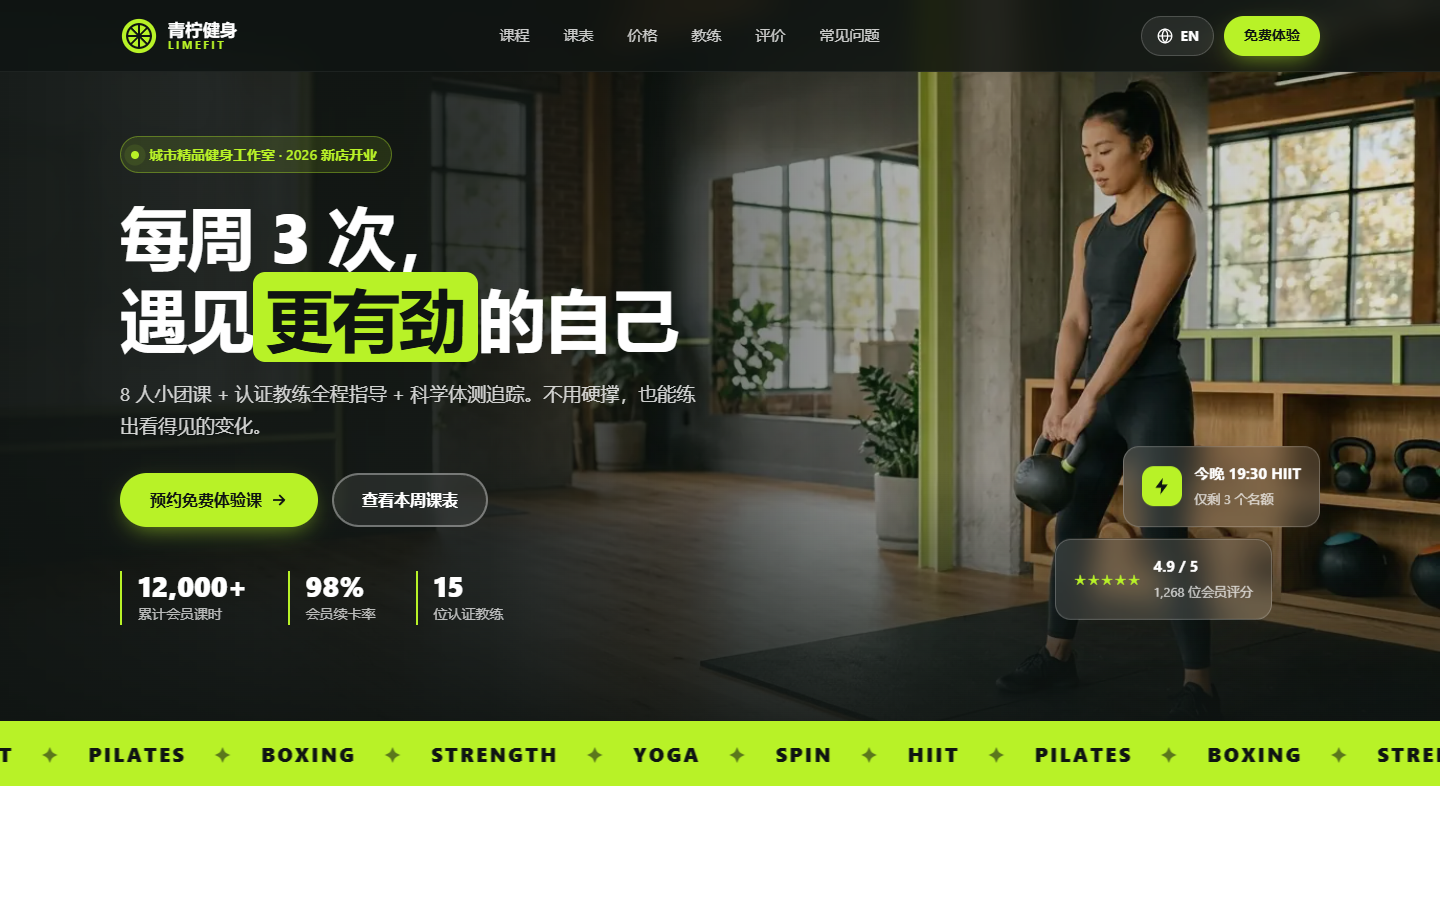 青柠健身
LIMEFIT
课程
课表
价格
教练
评价
常见问题
EN
免费体验
城市精品健身工作室 · 2026 新店开业
每周 3 次，
遇见更有劲的自己
8 人小团课 + 认证教练全程指导 + 科学体测追踪。不用硬撑，也能练
出看得见的变化。
预约免费体验课 →
查看本周课表
12,000+
累计会员课时
98%
会员续卡率
15
位认证教练
今晚 19:30 HIIT
仅剩 3 个名额
★★★★★
4.9 / 5
1,268 位会员评分
T ✦ PILATES ✦ BOXING ✦ STRENGTH ✦ YOGA ✦ SPIN ✦ HIIT ✦ PILATES ✦ BOXING ✦ STRE